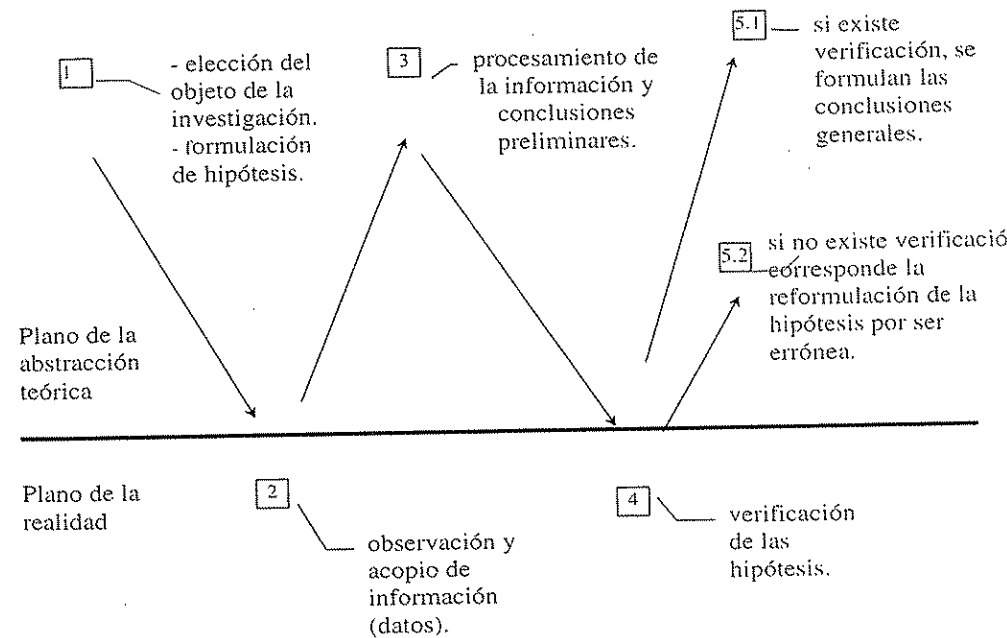 1
- elección del
objeto de la
investigación.
- formulación
de hipótesis.
3
procesamiento de
la información y
conclusiones
preliminares.
5.1
si existe
verificación, se
formulan las
conclusiones
generales.
5.2
si no existe verificació
corresponde la
reformulación de la
hipótesis por ser
errónea.
Plano de la
abstracción
teórica
Plano de la
realidad
2
observación y
acopio de
información
(datos).
4
verificación
de las
hipótesis.